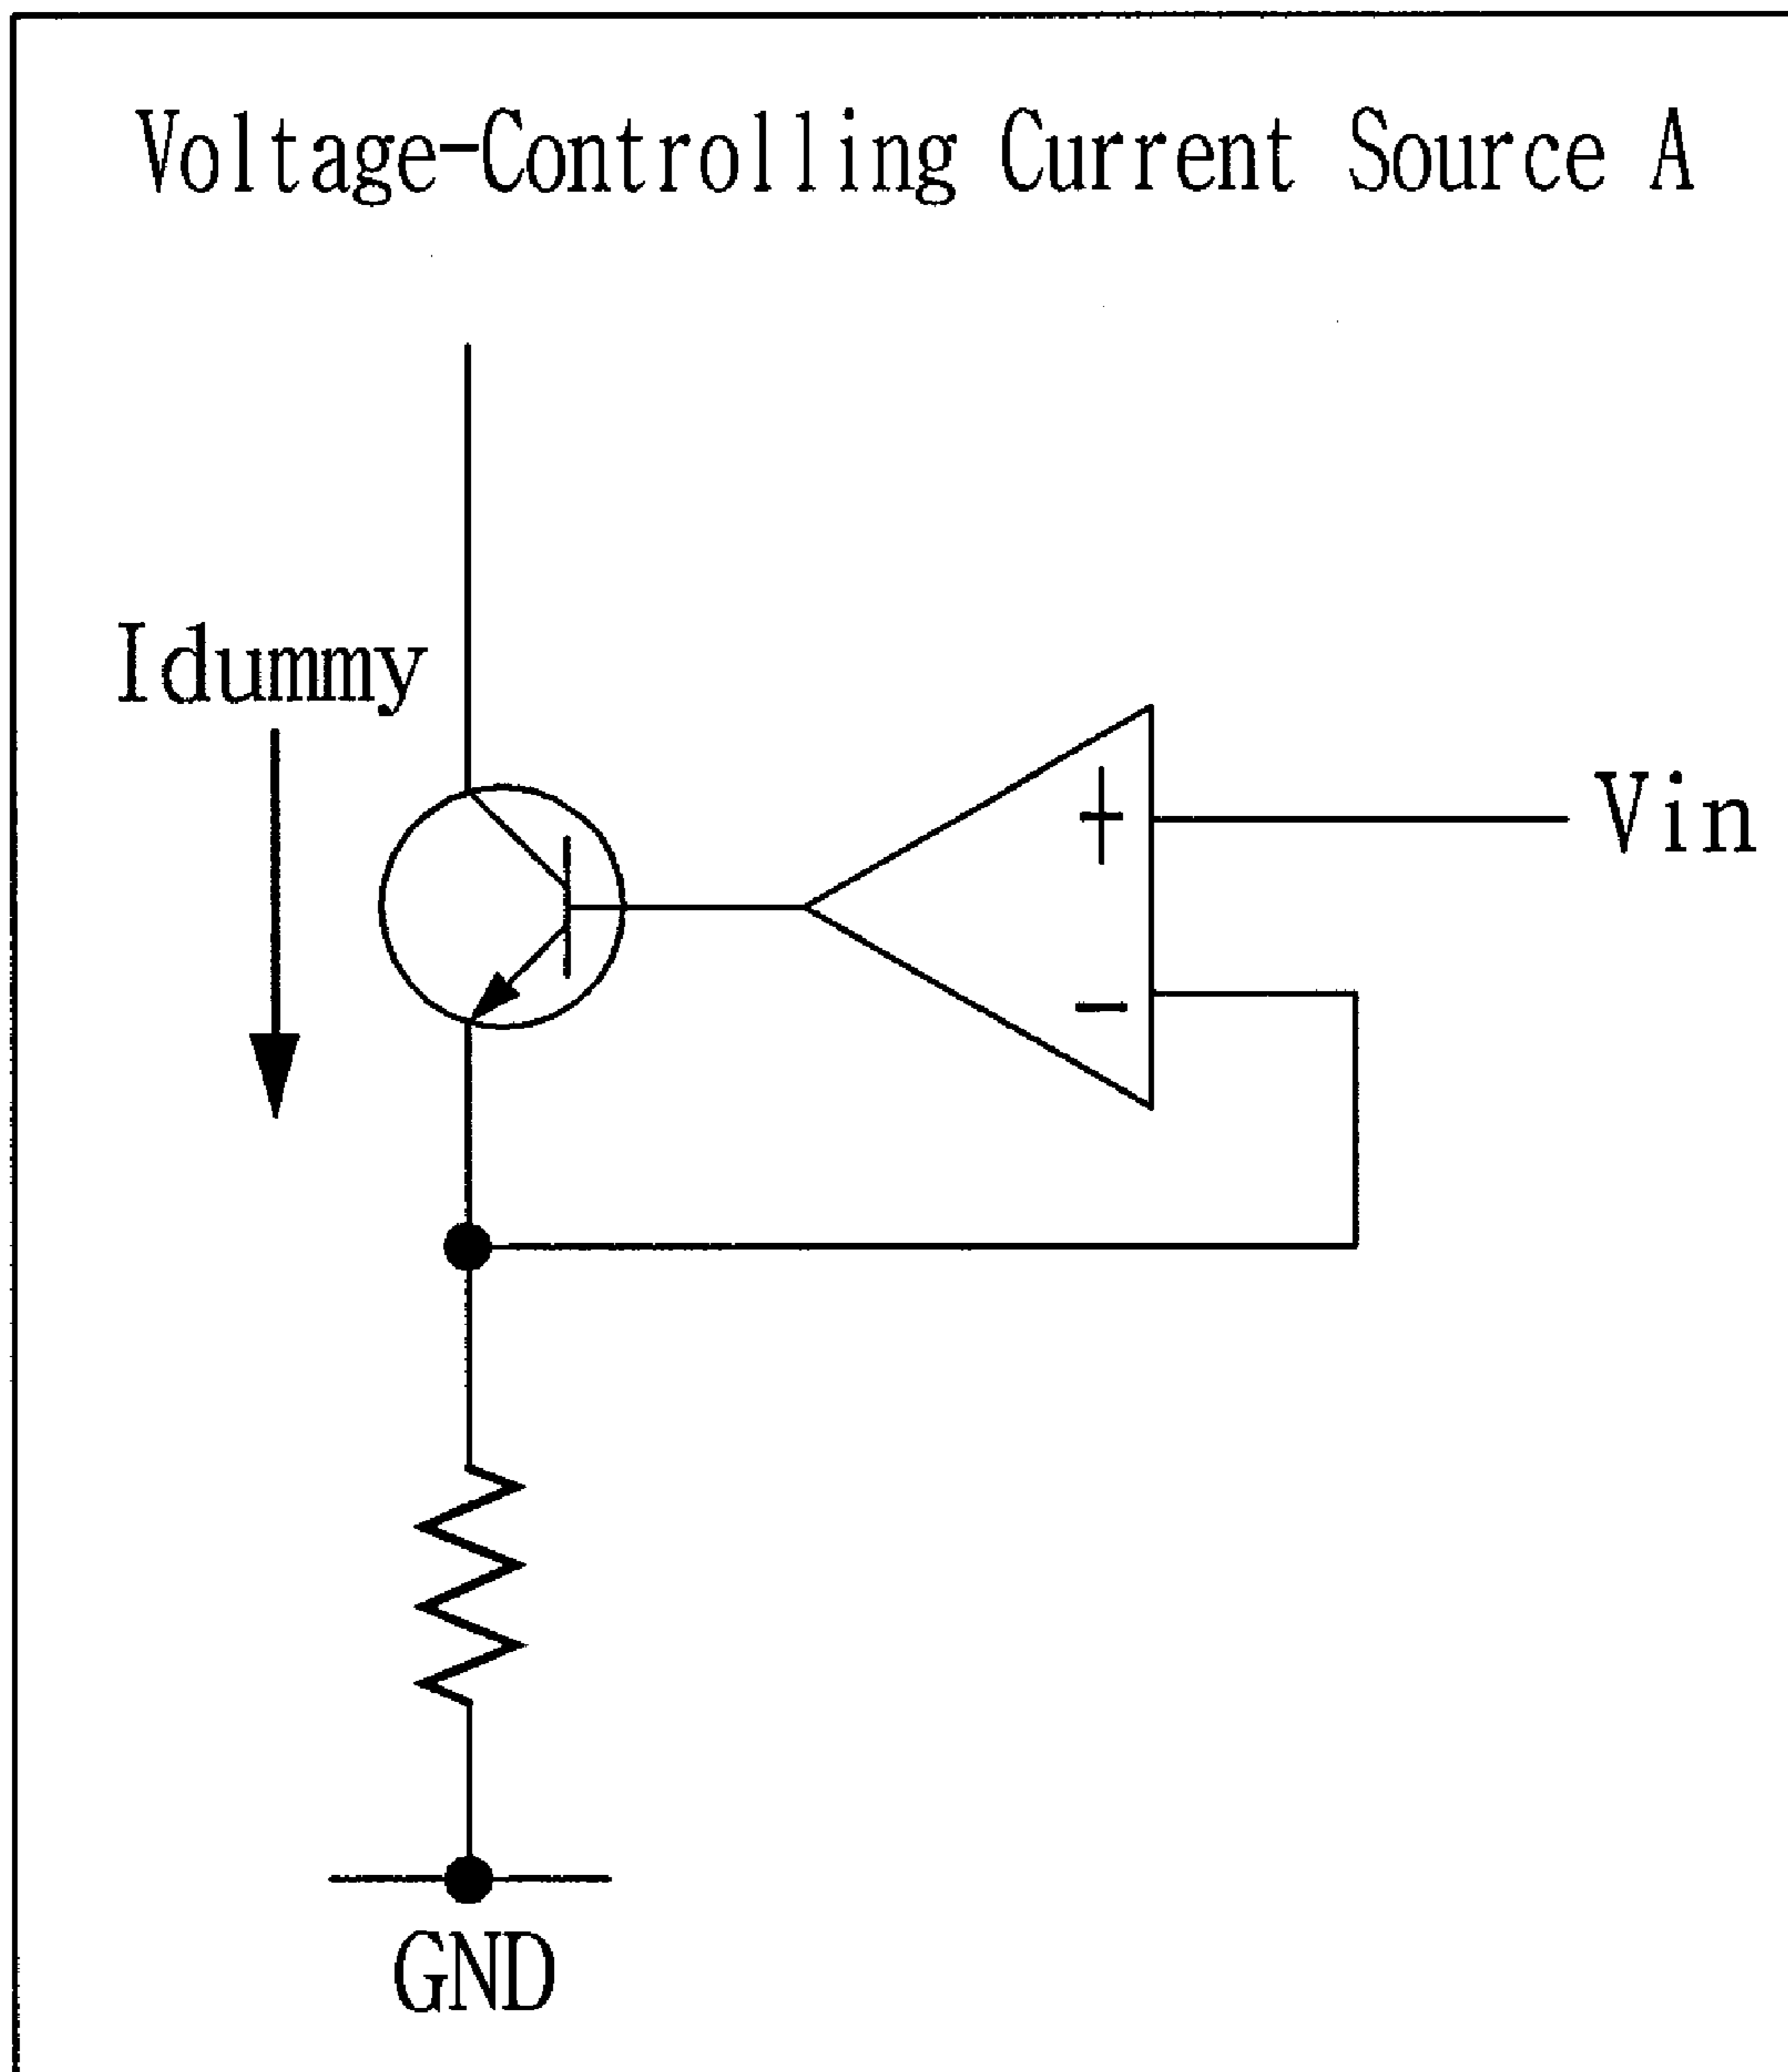 Voltage-Controlling Current Source A
Idummy
+
Vin
-
GND